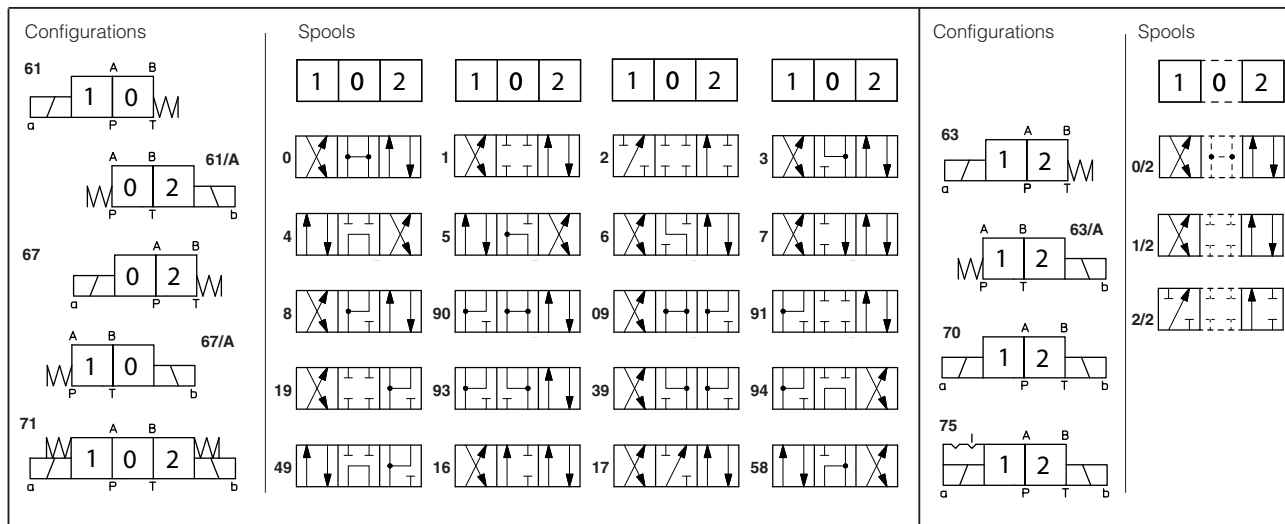 Configurations
Spools
Configurations
Spools
61
A B
1 0
a P T
A B
61/A
0 2
P T b
67
A B
0 2
a P T
67/A
A B
1 0
P T b
71
A B
1 0 2
a P T b
1 0 2
1 0 2
1 0 2
1 0 2
0
1
2
3
4
5
6
7
8
90
09
91
19
93
39
94
49
16
17
58
63
A B
1 2
a P T
A B
63/A
1 2
P T b
70
A B
1 2
a P T b
75
A B
1 2
a P T b
1 0 2
0/2
1/2
2/2